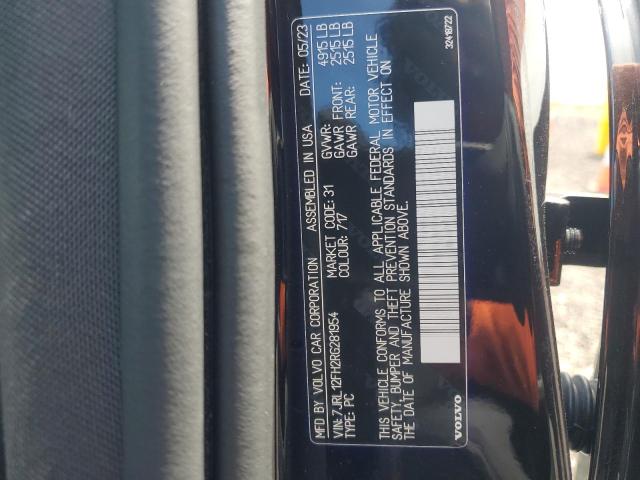 MFD BY VOLVO CAR CORPORATION ASSEMBLED IN USA DATE: 05/23
VIN: 7JRL12FH2RG281954 MARKET CODE: 31 GVWR: 4915 LB
TYPE: PC COLOUR: 717 GAWR FRONT: 2515 LB
GAWR REAR: 2515 LB
THIS VEHICLE CONFORMS TO ALL APPLICABLE FEDERAL MOTOR VEHICLE
SAFETY, BUMPER AND THEFT PREVENTION STANDARDS IN EFFECT ON
THE DATE OF MANUFACTURE SHOWN ABOVE.
VOLVO 32419722